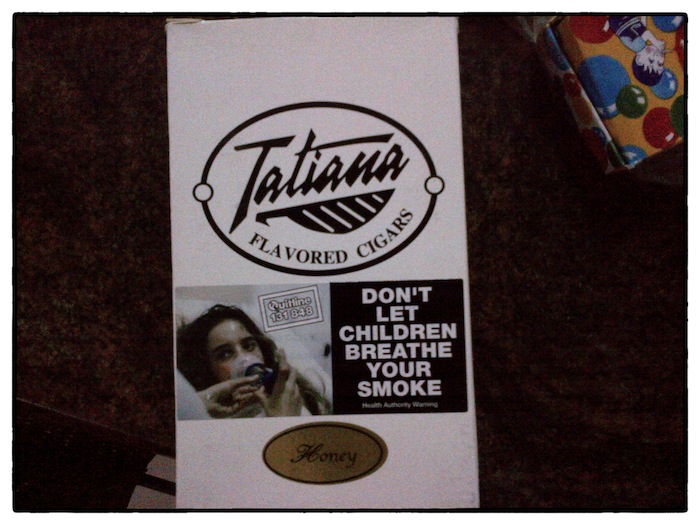 Tatiana
FLAVORED CIGARS
Quitline
131 848
DON'T
LET
CHILDREN
BREATHE
YOUR
SMOKE
Health Authority Warning
Honey